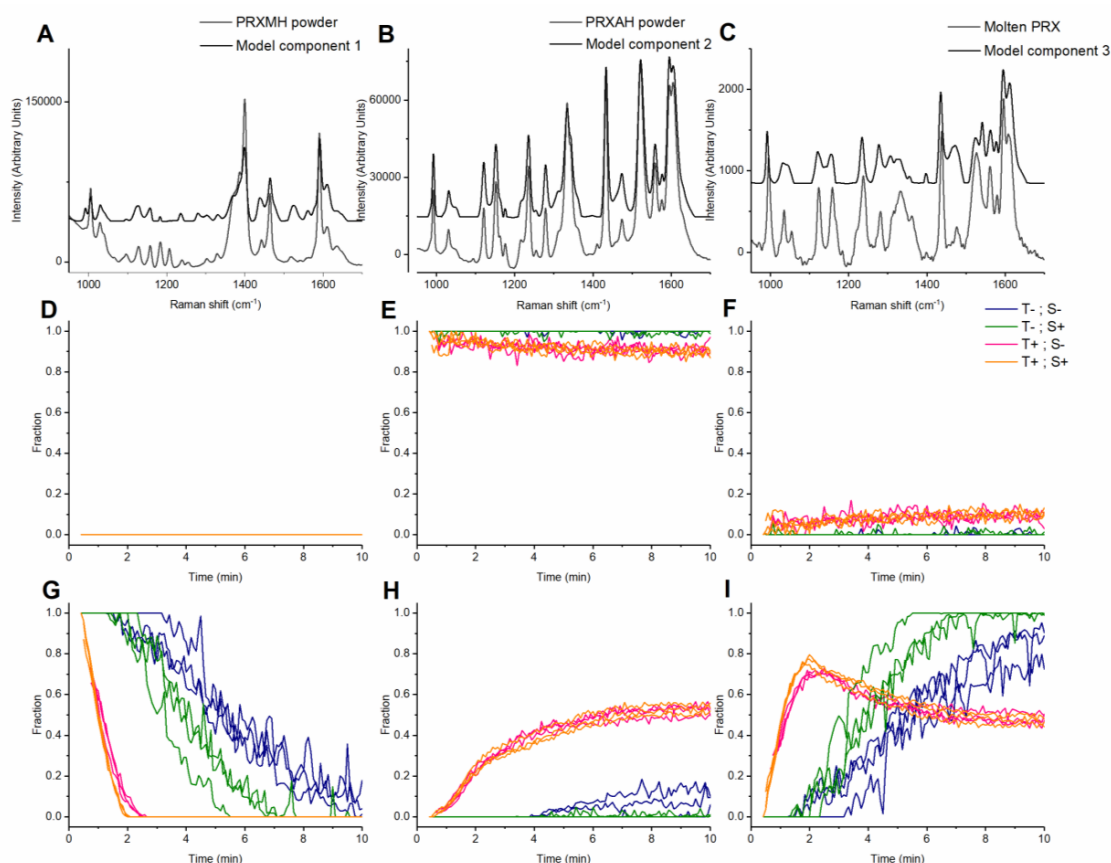 A
PRXMH powder
Model component 1
Intensity (Arbitrary Units)
150000
0
1000 1200 1400 1600
Raman shift (cm⁻¹)
B
PRXAH powder
Model component 2
Intensity (Arbitrary Units)
60000
30000
0
1000 1200 1400 1600
Raman shift (cm⁻¹)
C
Molten PRX
Model component 3
Intensity (Arbitrary Units)
2000
1000
0
1000 1200 1400 1600
Raman shift (cm⁻¹)
D
Fraction
1.0
0.8
0.6
0.4
0.2
0.0
0 2 4 6 8 10
Time (min)
E
Fraction
1.0
0.8
0.6
0.4
0.2
0.0
0 2 4 6 8 10
Time (min)
F
T- ; S-
T- ; S+
T+ ; S-
T+ ; S+
Fraction
1.0
0.8
0.6
0.4
0.2
0.0
0 2 4 6 8 10
Time (min)
G
Fraction
1.0
0.8
0.6
0.4
0.2
0.0
0 2 4 6 8 10
Time (min)
H
Fraction
1.0
0.8
0.6
0.4
0.2
0.0
0 2 4 6 8 10
Time (min)
I
Fraction
1.0
0.8
0.6
0.4
0.2
0.0
0 2 4 6 8 10
Time (min)